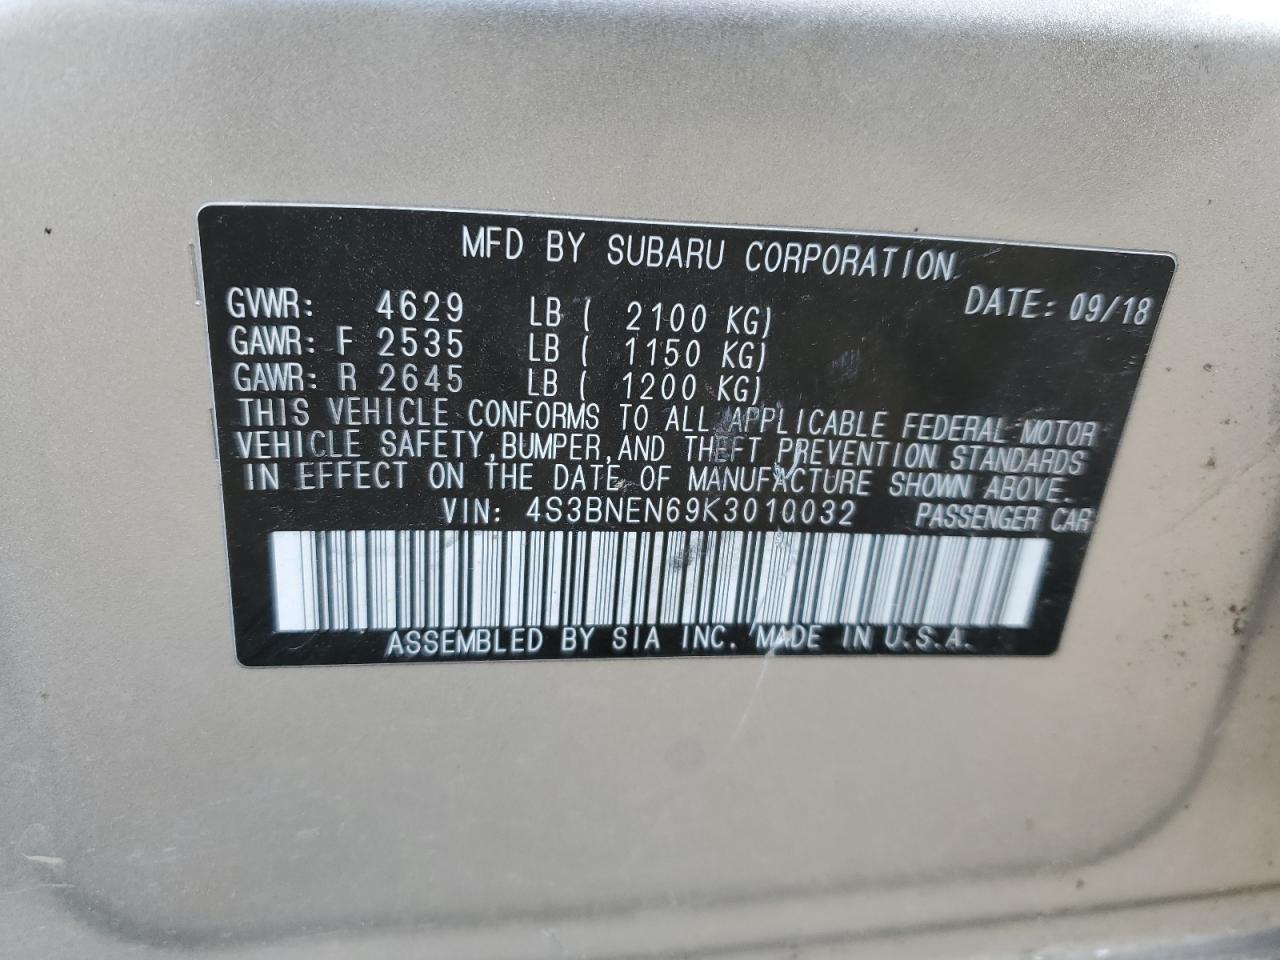 MFD BY SUBARU CORPORATION
DATE: 09/18
GVWR: 4629 LB ( 2100 KG)
GAWR: F 2535 LB ( 1150 KG)
GAWR: R 2645 LB ( 1200 KG)
THIS VEHICLE CONFORMS TO ALL APPLICABLE FEDERAL MOTOR
VEHICLE SAFETY,BUMPER,AND THEFT PREVENTION STANDARDS
IN EFFECT ON THE DATE OF MANUFACTURE SHOWN ABOVE.
VIN: 4S3BNEN69K3010032 PASSENGER CAR
ASSEMBLED BY SIA INC. MADE IN U.S.A.